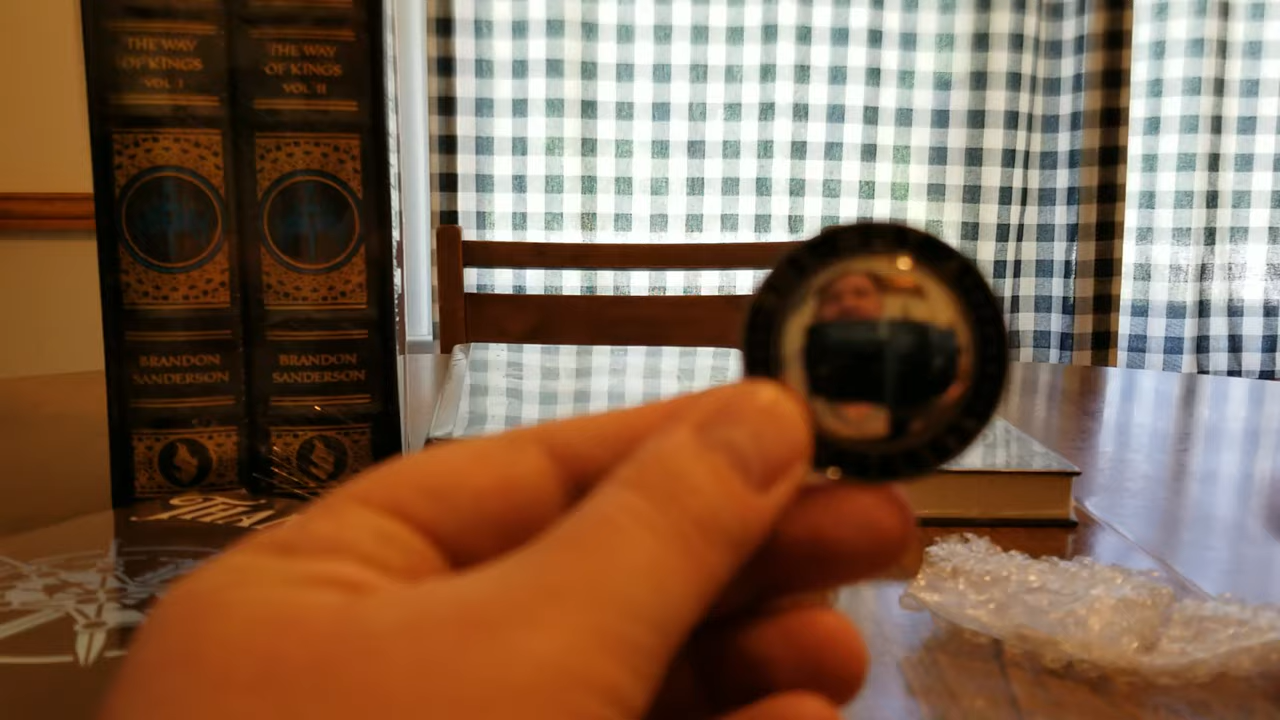 THE WAY
OF KINGS
VOL I
BRANDON
SANDERSON
THE WAY
OF KINGS
VOL II
BRANDON
SANDERSON